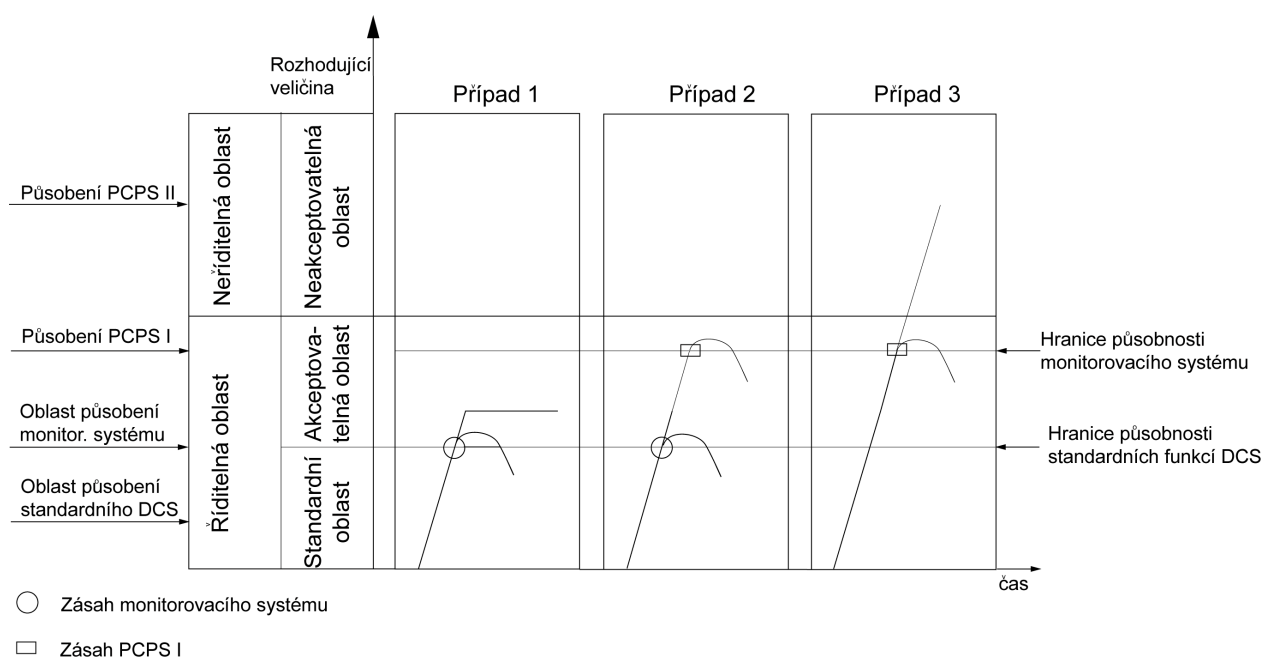 Rozhodující
veličina
Případ 1
Případ 2
Případ 3
Působení PCPS II
Působení PCPS I
Oblast působení
monitor. systému
Oblast působení
standardního DCS
Neřiditelná oblast
Neakceptovatelná
oblast
Řiditelná oblast
Akceptova-
telná oblast
Standardní
oblast
Hranice působnosti
monitorovacího systému
Hranice působnosti
standardních funkcí DCS
čas
Zásah monitorovacího systému
Zásah PCPS I